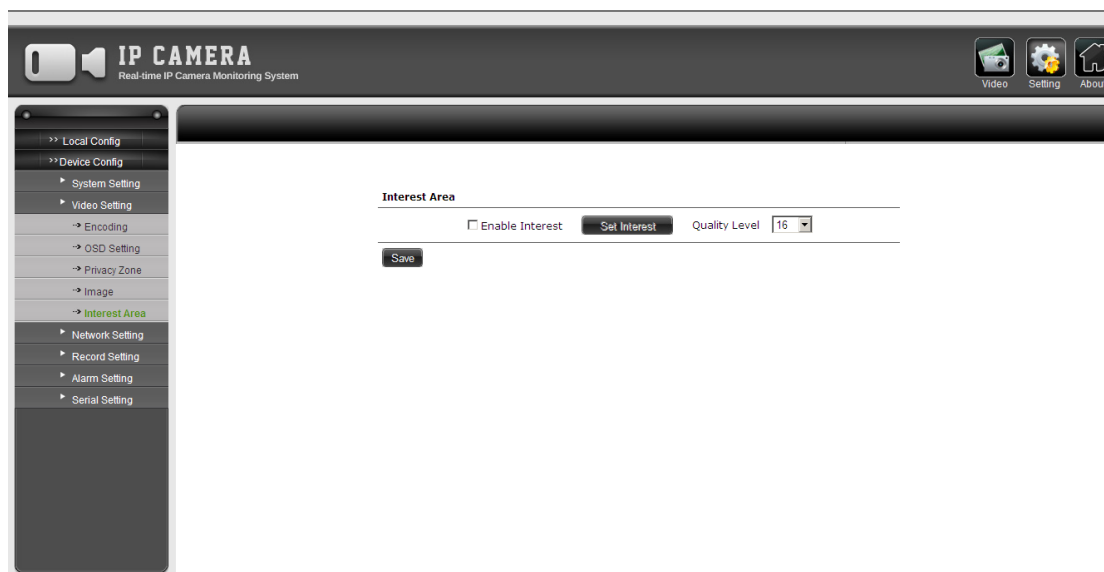 IP CAMERA
Real-time IP Camera Monitoring System
Video
Setting
About
>> Local Config
>> Device Config
System Setting
Video Setting
Encoding
OSD Setting
Privacy Zone
Image
Interest Area
Network Setting
Record Setting
Alarm Setting
Serial Setting
Interest Area
Enable Interest Set Interest Quality Level 16
Save